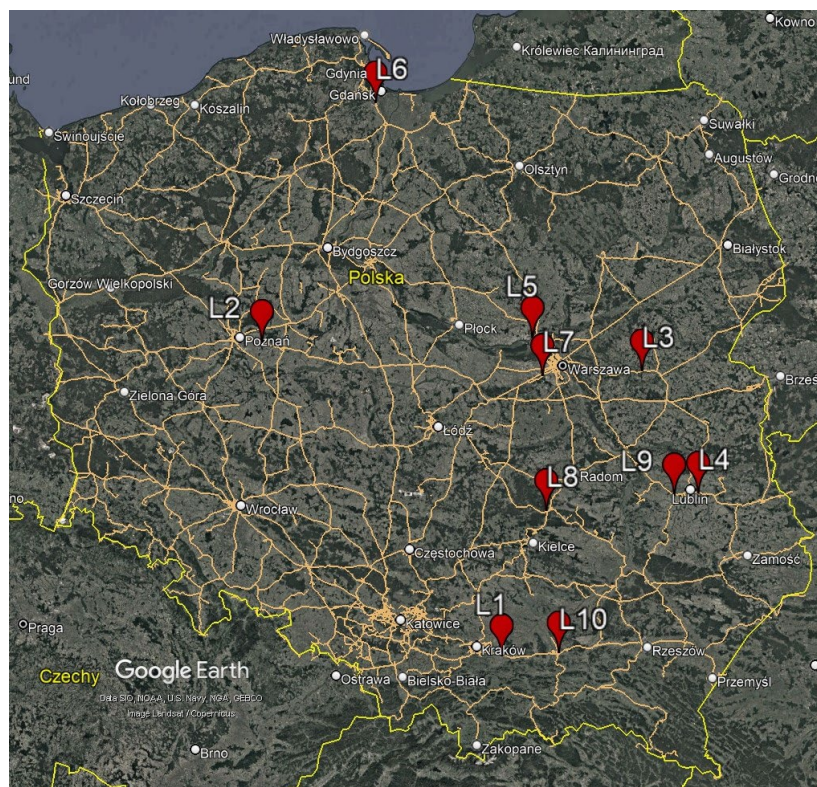 Władysławowo
Kowno
Królewiec Калининград
Gdynia
L6
Gdańsk
Kołobrzeg
Koszalin
Suwałki
Świnoujście
Augustów
Olsztyn
Grodno
Szczecin
Bydgoszcz
Białystok
Polska
Gorzów Wielkopolski
L5
L2
Płock
L7
L3
Poznań
Warszawa
Zielona Góra
Łódź
L9
L4
L8
Radom
Lublin
Wrocław
Kielce
Częstochowa
Zamość
L1
L10
Katowice
Praga
Kraków
Rzeszów
Google Earth
Czechy
Ostrawa
Bielsko-Biała
Przemyśl
Data SIO, NOAA, U.S. Navy, NGA, GEBCO
Image Landsat / Copernicus
Zakopane
Brno